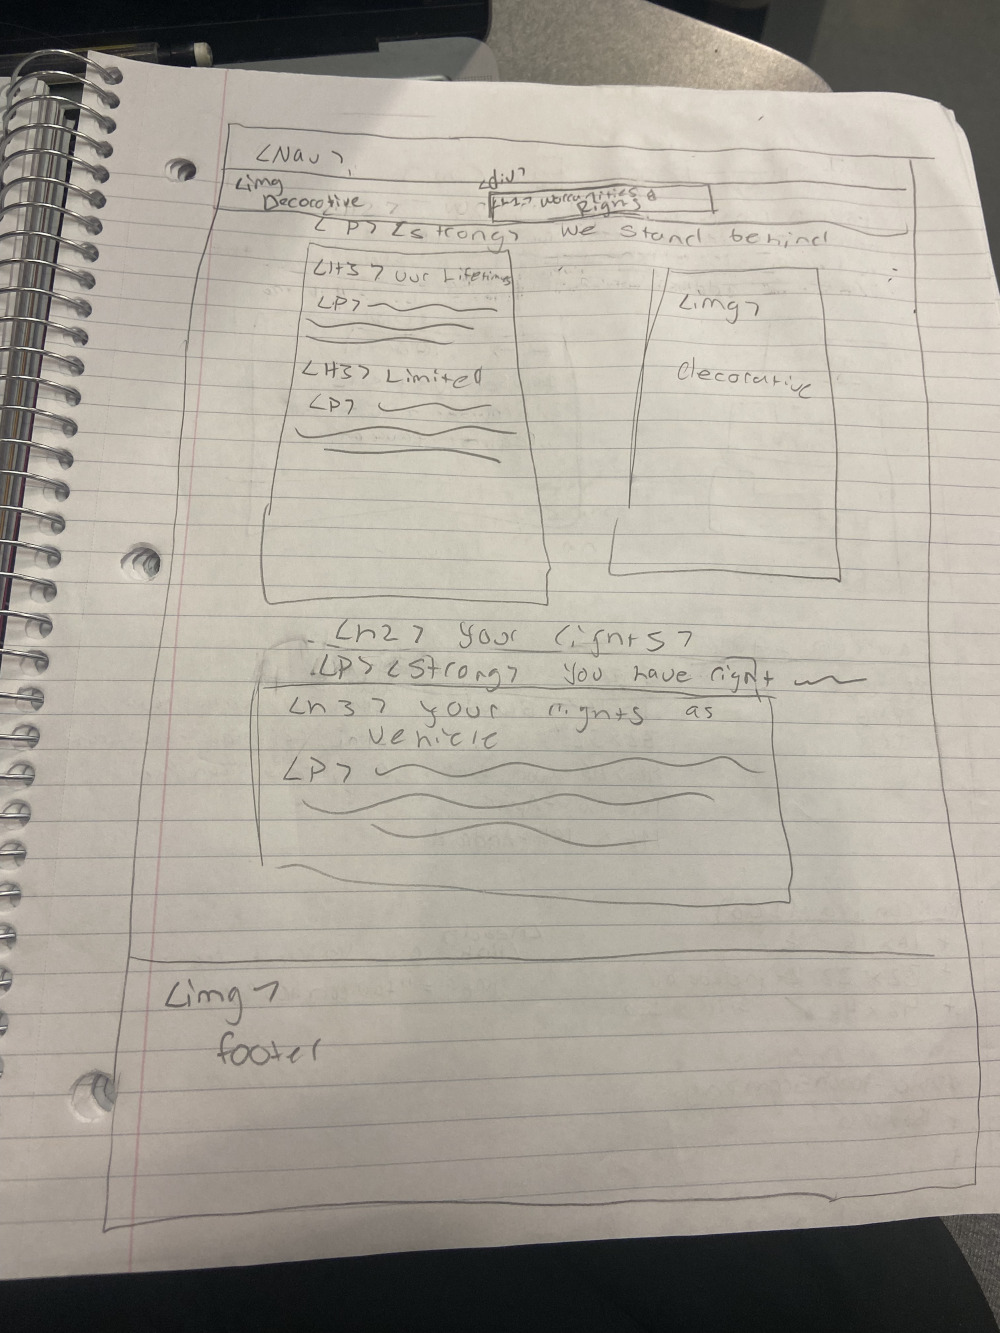 <Nav>
<img
Decorative
<div>
<h1> Warranities &
Rights
<P> <strong> we stand behind
<H3> our Lifetime
<P>
<H3> Limited
<P>
<img>
decorative
<h2> your rights>
<P> <strong> you have right
<h3> your rights as
vehicle
<P>
<img>
footer